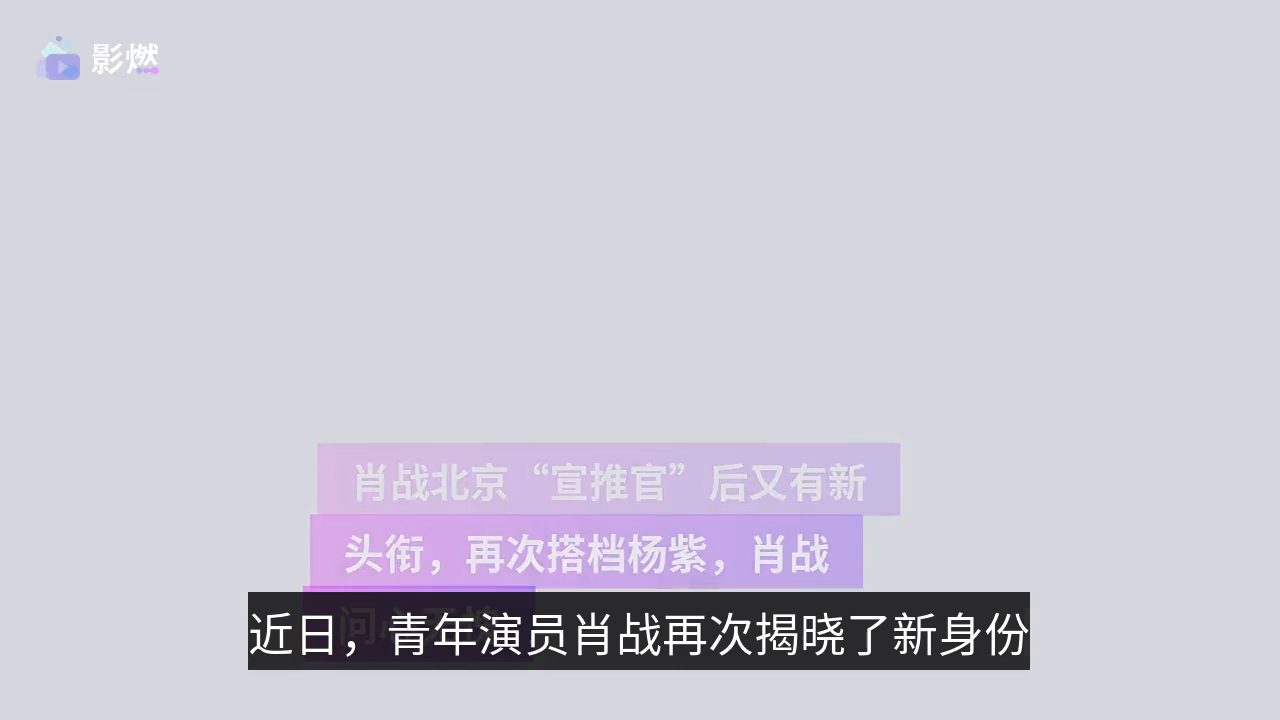 影燃
肖战北京“宣推官”后又有新
头衔，再次搭档杨紫，肖战
近日，青年演员肖战再次揭晓了新身份